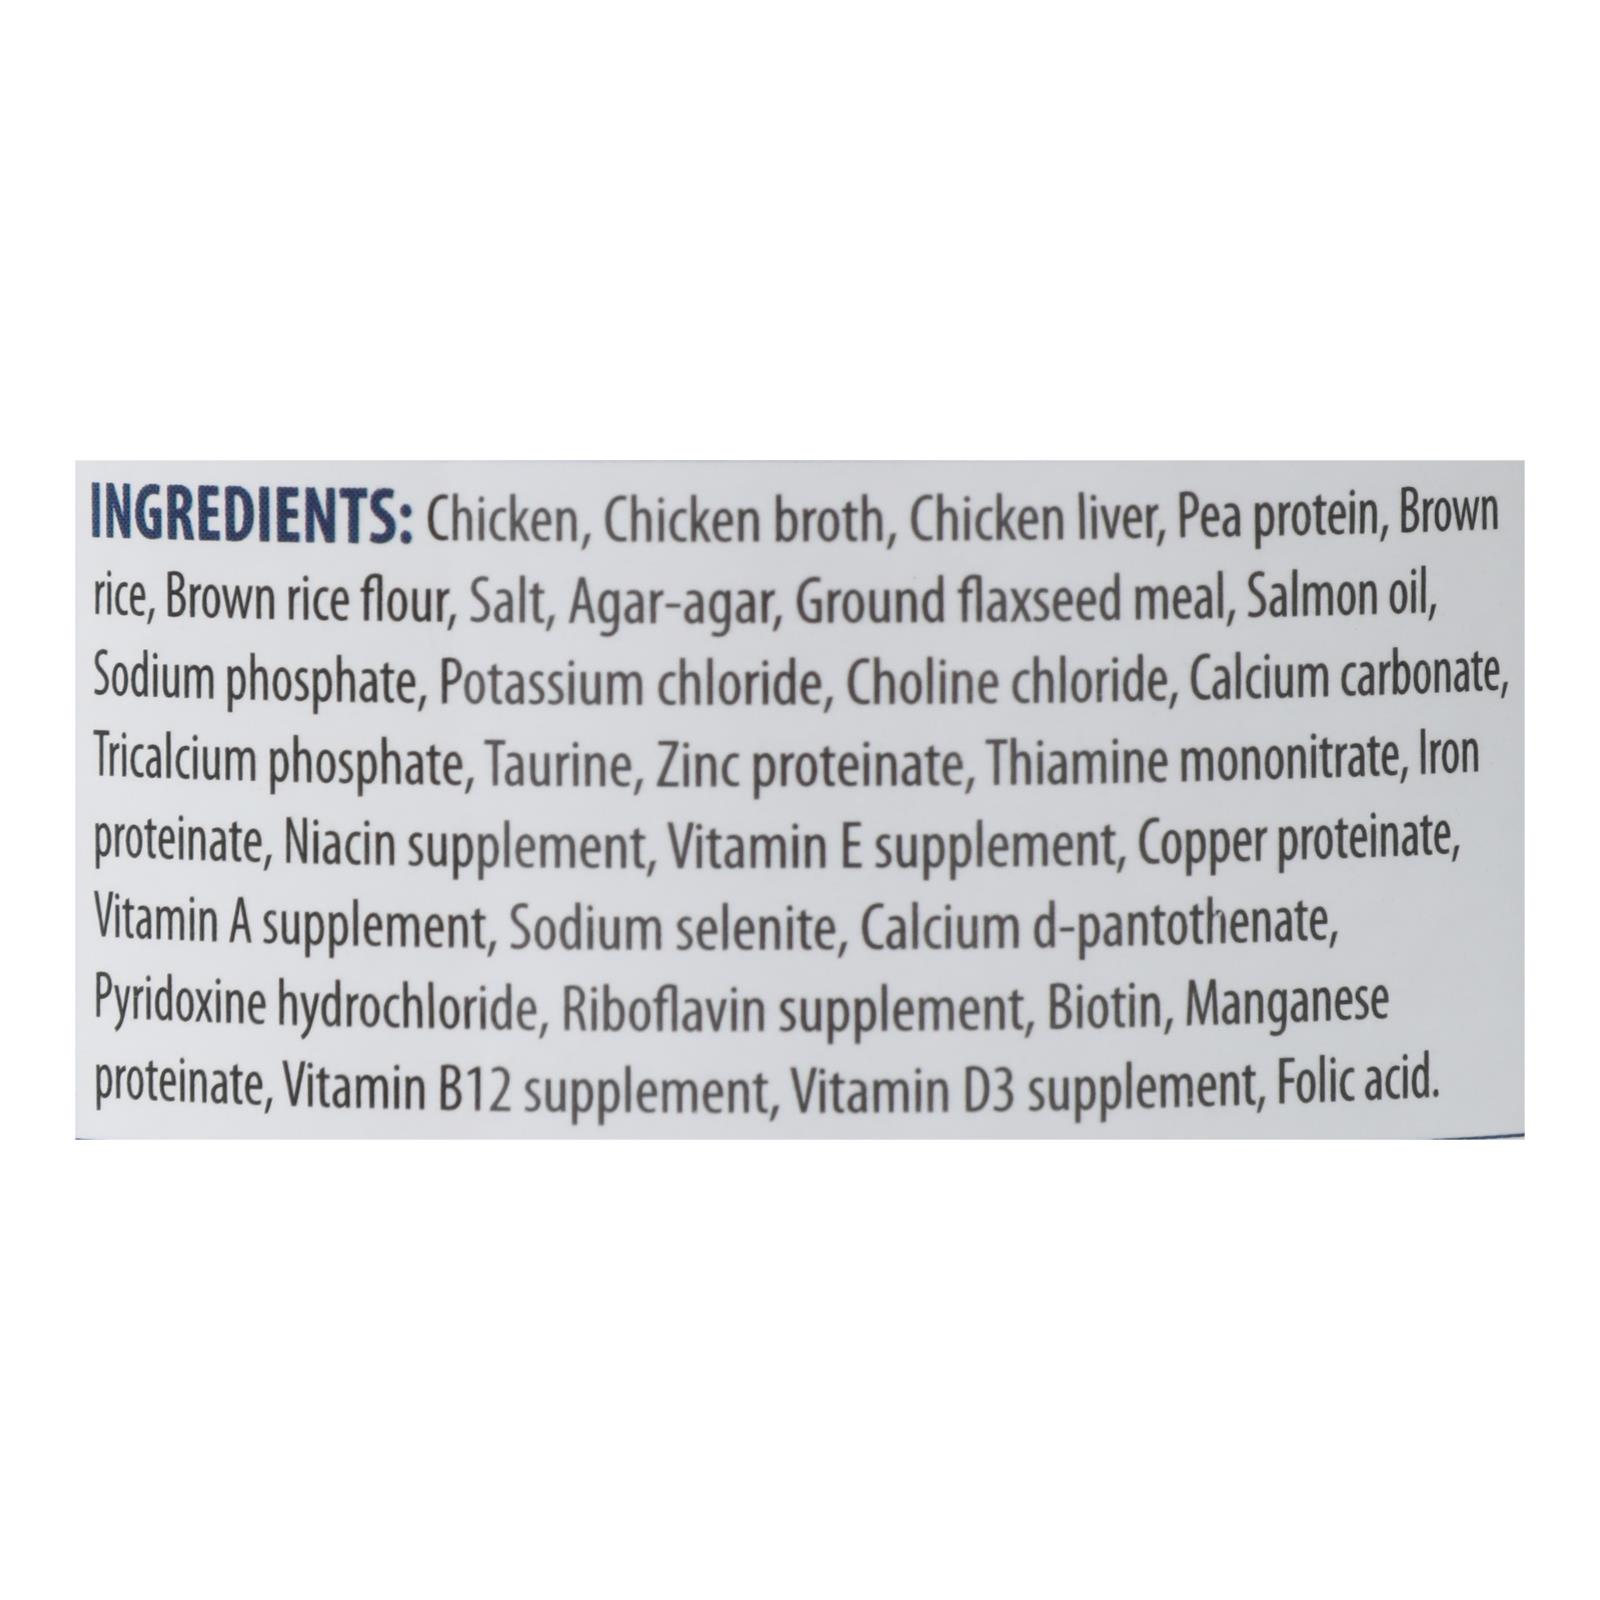 INGREDIENTS: Chicken, Chicken broth, Chicken liver, Pea protein, Brown
rice, Brown rice flour, Salt, Agar-agar, Ground flaxseed meal, Salmon oil,
Sodium phosphate, Potassium chloride, Choline chloride, Calcium carbonate,
Tricalcium phosphate, Taurine, Zinc proteinate, Thiamine mononitrate, Iron
proteinate, Niacin supplement, Vitamin E supplement, Copper proteinate,
Vitamin A supplement, Sodium selenite, Calcium d-pantothenate,
Pyridoxine hydrochloride, Riboflavin supplement, Biotin, Manganese
proteinate, Vitamin B12 supplement, Vitamin D3 supplement, Folic acid.